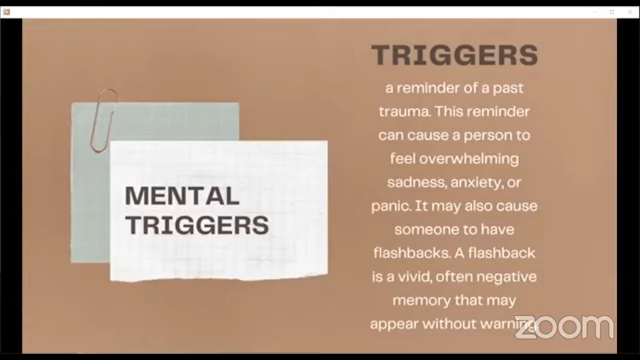 MENTAL
TRIGGERS
TRIGGERS
a reminder of a past
trauma. This reminder
can cause a person to
feel overwhelming
sadness, anxiety, or
panic. It may also cause
someone to have
flashbacks. A flashback
is a vivid, often negative
memory that may
appear without warning.
zoom